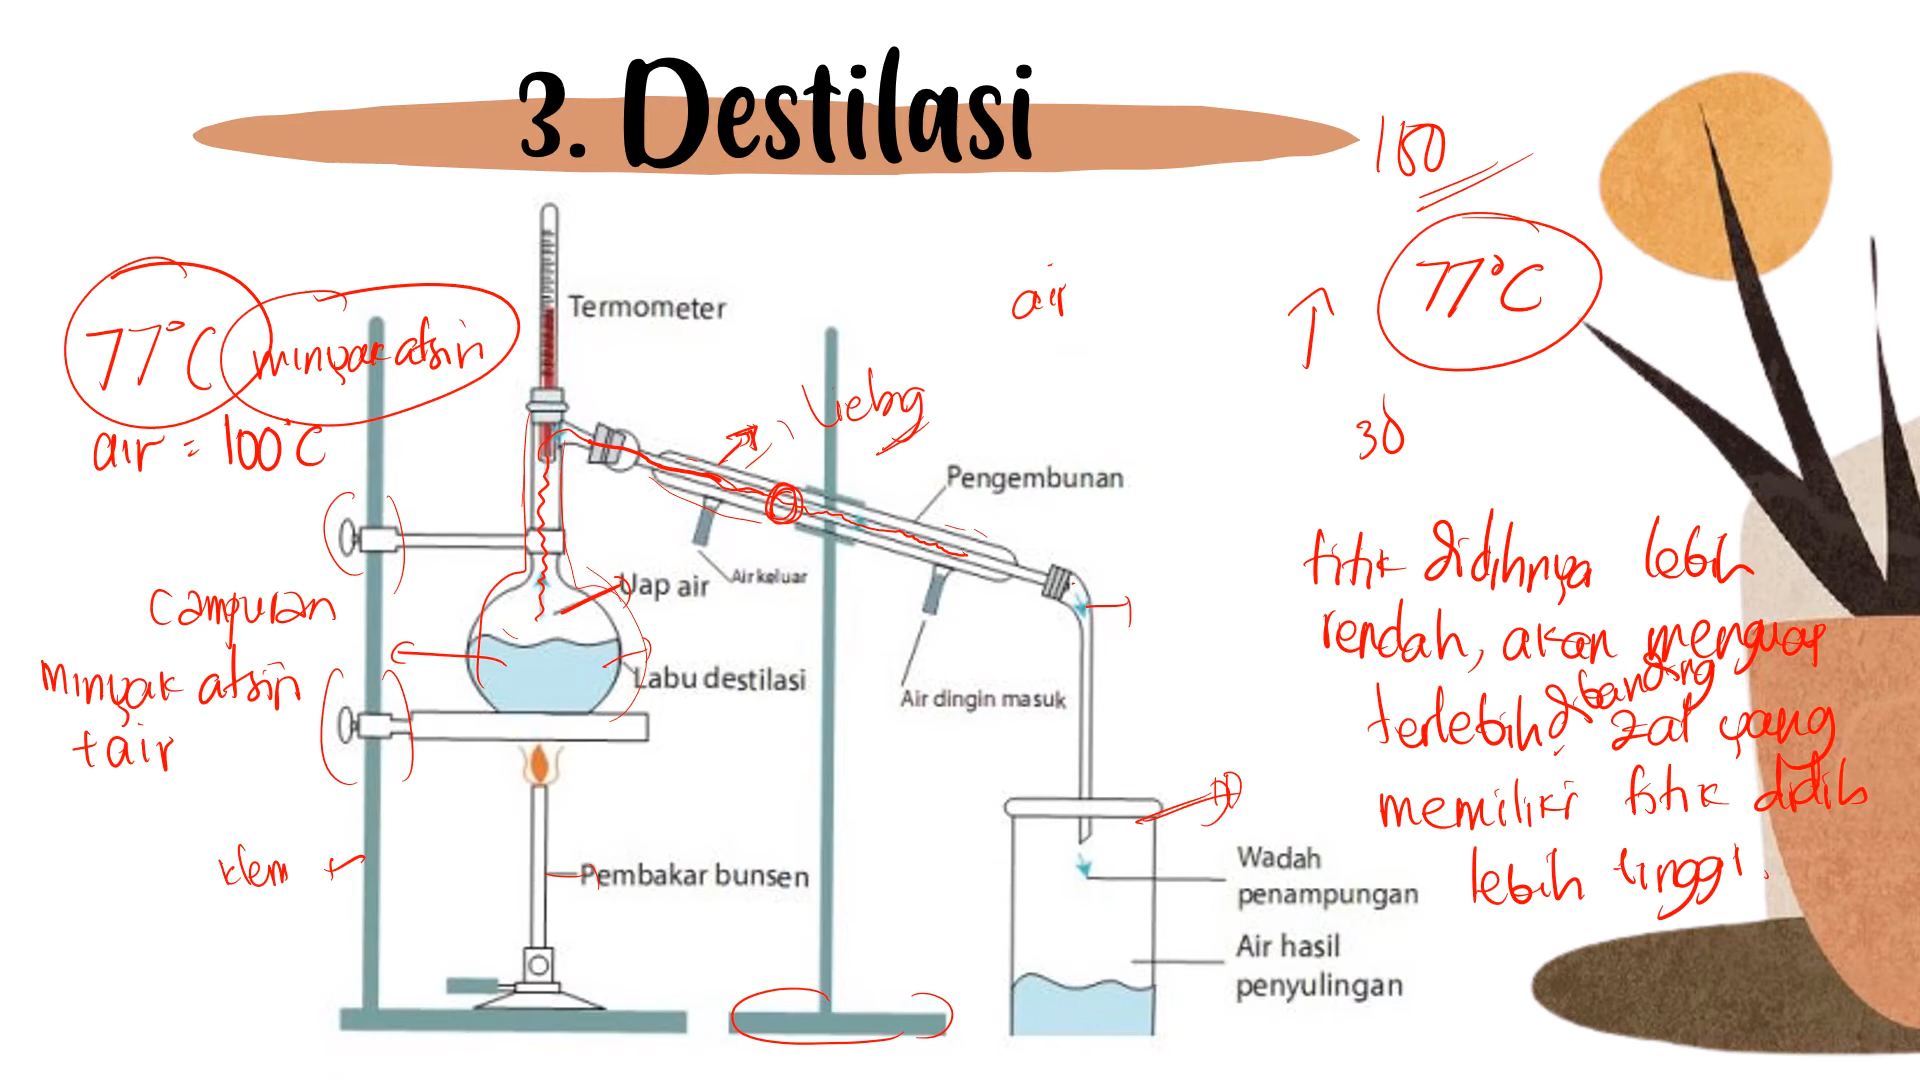 3. Destilasi
180
77°C
air
Termometer
77°C minyak atsiri
30
Liebig
air = 100°C
Pengembunan
titik didihnya lebih
Air keluar
Uap air
campuran
rendah, akan menguap
minyak atsiri
Labu destilasi
Air dingin masuk
dibanding
terlebih zat yang
+ air
memiliki titik didih
klem
Pembakar bunsen
Wadah
penampungan
lebih tinggi.
Air hasil
penyulingan